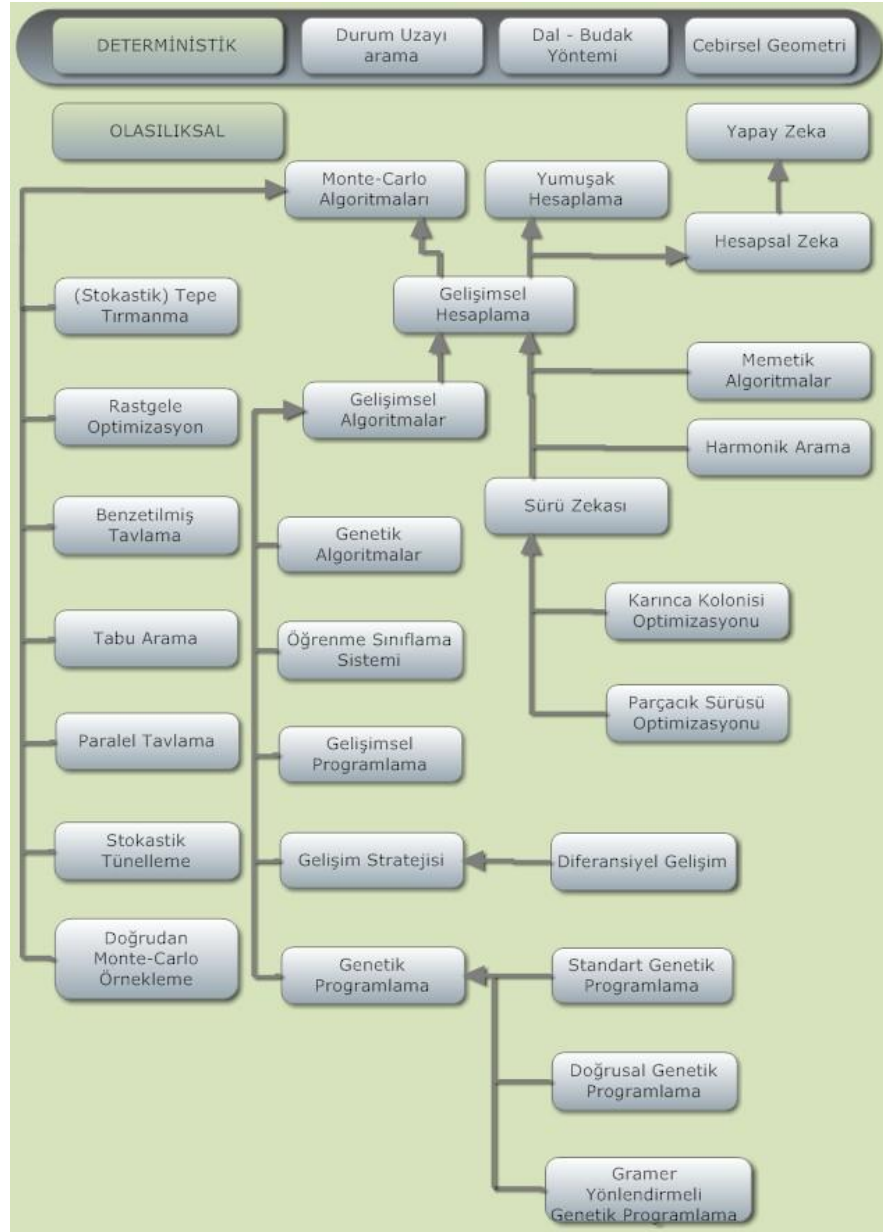 DETERMİNİSTİK
Durum Uzayı
arama
Dal - Budak
Yöntemi
Cebirsel Geometri
OLASILIKSAL
Yapay Zeka
Monte-Carlo
Algoritmaları
Yumuşak
Hesaplama
Hesapsal Zeka
(Stokastik) Tepe
Tırmanma
Gelişimsel
Hesaplama
Memetik
Algoritmalar
Rastgele
Optimizasyon
Gelişimsel
Algoritmalar
Harmonik Arama
Benzetilmiş
Tavlama
Genetik
Algoritmalar
Sürü Zekası
Karınca Kolonisi
Optimizasyonu
Tabu Arama
Öğrenme Sınıflama
Sistemi
Parçacık Sürüsü
Optimizasyonu
Paralel Tavlama
Gelişimsel
Programlama
Stokastik
Tünelleme
Gelişim Stratejisi
Diferansiyel Gelişim
Doğrudan
Monte-Carlo
Örnekleme
Genetik
Programlama
Standart Genetik
Programlama
Doğrusal Genetik
Programlama
Gramer
Yönlendirmeli
Genetik Programlama